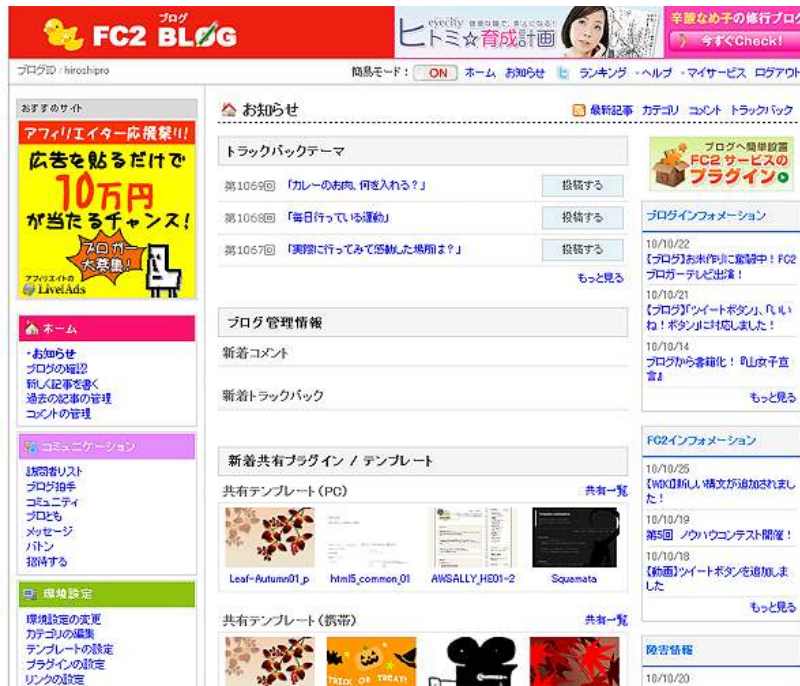 FC2 ブログ BLOG
eyecity 健康な瞳で、美人になる!
ヒトミ☆育成計画
辛酸なめ子の修行ブログ
今すぐCheck!
ブログID：hiroshipro
簡易モード： ON ホーム お知らせ ランキング ・ヘルプ ・マイサービス ログアウト
おすすめサイト
アフィリエイター応援祭!!
広告を貼るだけで
10万円
が当たるチャンス!
ブロガー大募集!
アフィリエイトの
LivelAds
ホーム
・お知らせ
ブログの確認
新しく記事を書く
過去の記事の管理
コメントの管理
コミュニケーション
訪問者リスト
ブログ拍手
コミュニティ
ブロとも
メッセージ
バトン
招待する
環境設定
環境設定の変更
カテゴリの編集
テンプレートの設定
プラグインの設定
リンクの設定
お知らせ
最新記事 カテゴリ コメント トラックバック
トラックバックテーマ
第1069回 「カレーのお肉、何を入れる？」 投稿する
第1068回 「毎日行っている運動」 投稿する
第1067回 「実際に行ってみて感動した場所は？」 投稿する
もっと見る
ブログ管理情報
新着コメント
新着トラックバック
新着共有プラグイン / テンプレート
共有テンプレート(PC) 共有一覧
Leaf-Autumn01_p html5_common_01 AWSALLY_HE01-2 Squamata
共有テンプレート(携帯) 共有一覧
TRICK OR TREAT!
ブログへ簡単設置
FC2 サービスの
プラグイン
ブログインフォメーション
10/10/22
【ブログ】お米作りに奮闘中！FC2
ブロガーテレビ出演！
10/10/21
【ブログ】「ツイートボタン」、「いい
ね！ボタン」に対応しました！
10/10/14
ブログから書籍化！『山女子宣
言』
もっと見る
FC2インフォメーション
10/10/25
【WIKI】新しい構文が追加されまし
た！
10/10/19
第5回 ノウハウコンテスト開催！
10/10/18
【動画】ツイートボタンを追加しま
した
もっと見る
障害情報
10/10/20